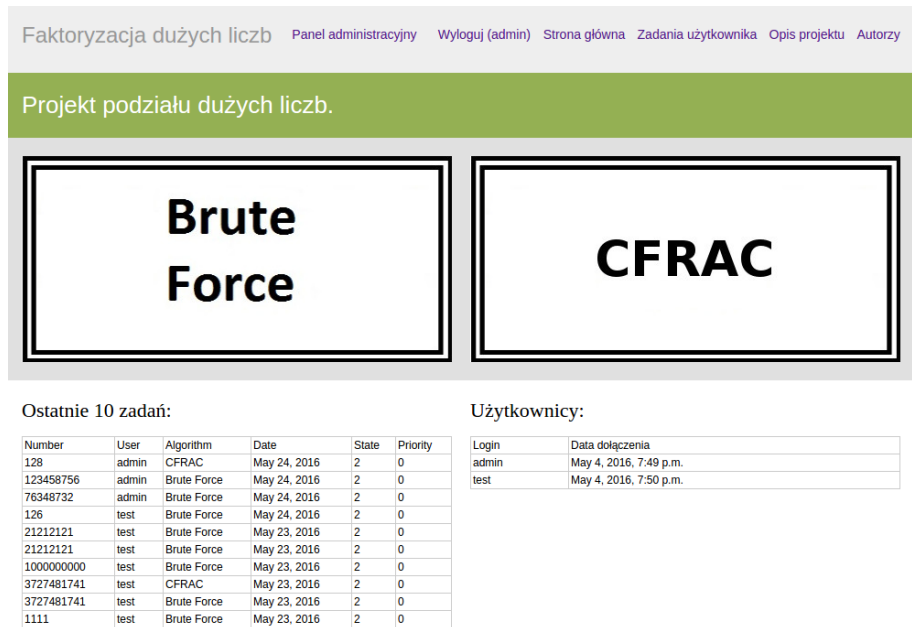 Faktoryzacja dużych liczb Panel administracyjny Wyloguj (admin) Strona główna Zadania użytkownika Opis projektu Autorzy
Projekt podziału dużych liczb.
Brute
Force
CFRAC
Ostatnie 10 zadań:
Number User Algorithm Date State Priority
128 admin CFRAC May 24, 2016 2 0
123458756 admin Brute Force May 24, 2016 2 0
76348732 admin Brute Force May 24, 2016 2 0
126 test Brute Force May 24, 2016 2 0
21212121 test Brute Force May 23, 2016 2 0
21212121 test Brute Force May 23, 2016 2 0
1000000000 test Brute Force May 23, 2016 2 0
3727481741 test CFRAC May 23, 2016 2 0
3727481741 test Brute Force May 23, 2016 2 0
1111 test Brute Force May 23, 2016 2 0
Użytkownicy:
Login Data dołączenia
admin May 4, 2016, 7:49 p.m.
test May 4, 2016, 7:50 p.m.